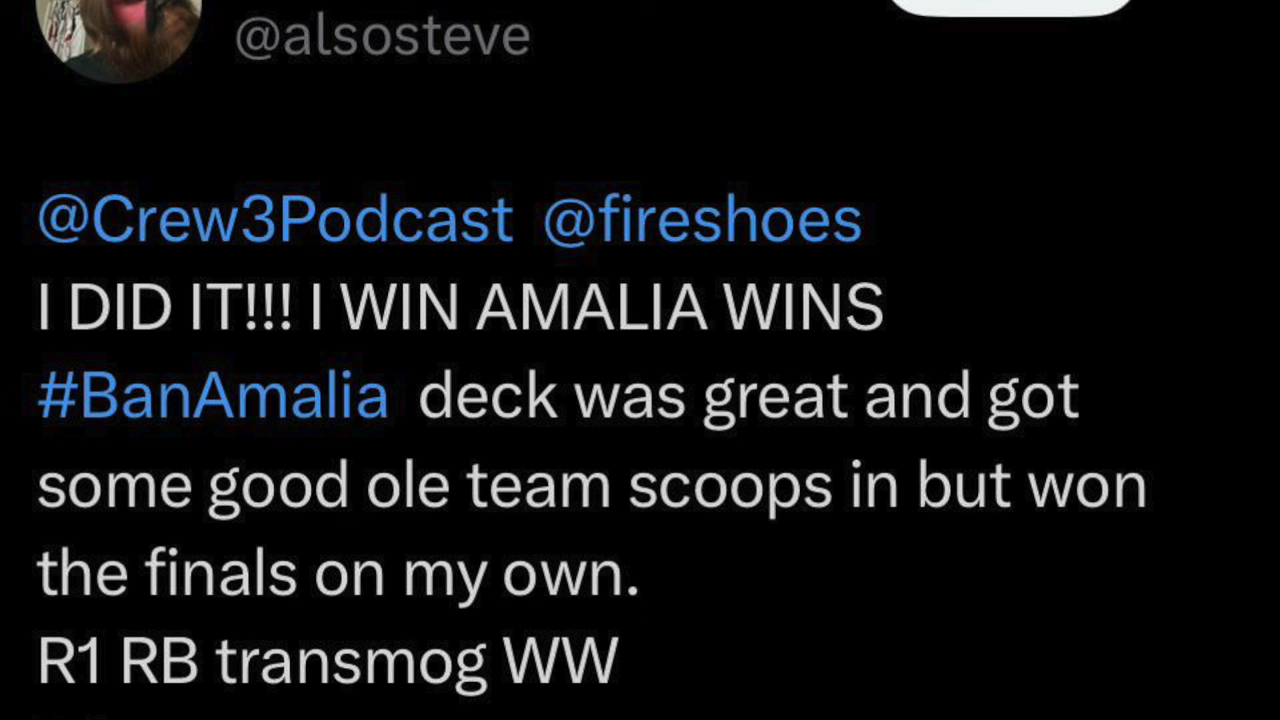 @alsosteve
@Crew3Podcast @fireshoes
I DID IT!!! I WIN AMALIA WINS
#BanAmalia deck was great and got
some good ole team scoops in but won
the finals on my own.
R1 RB transmog WW